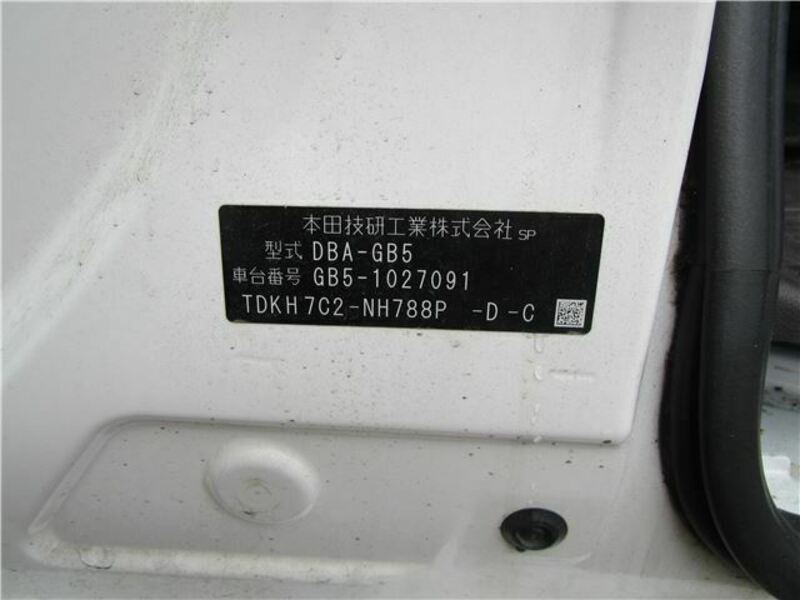 本田技研工業株式会社 SP
型式 DBA-GB5
車台番号 GB5-1027091
TDKH7C2-NH788P -D-C